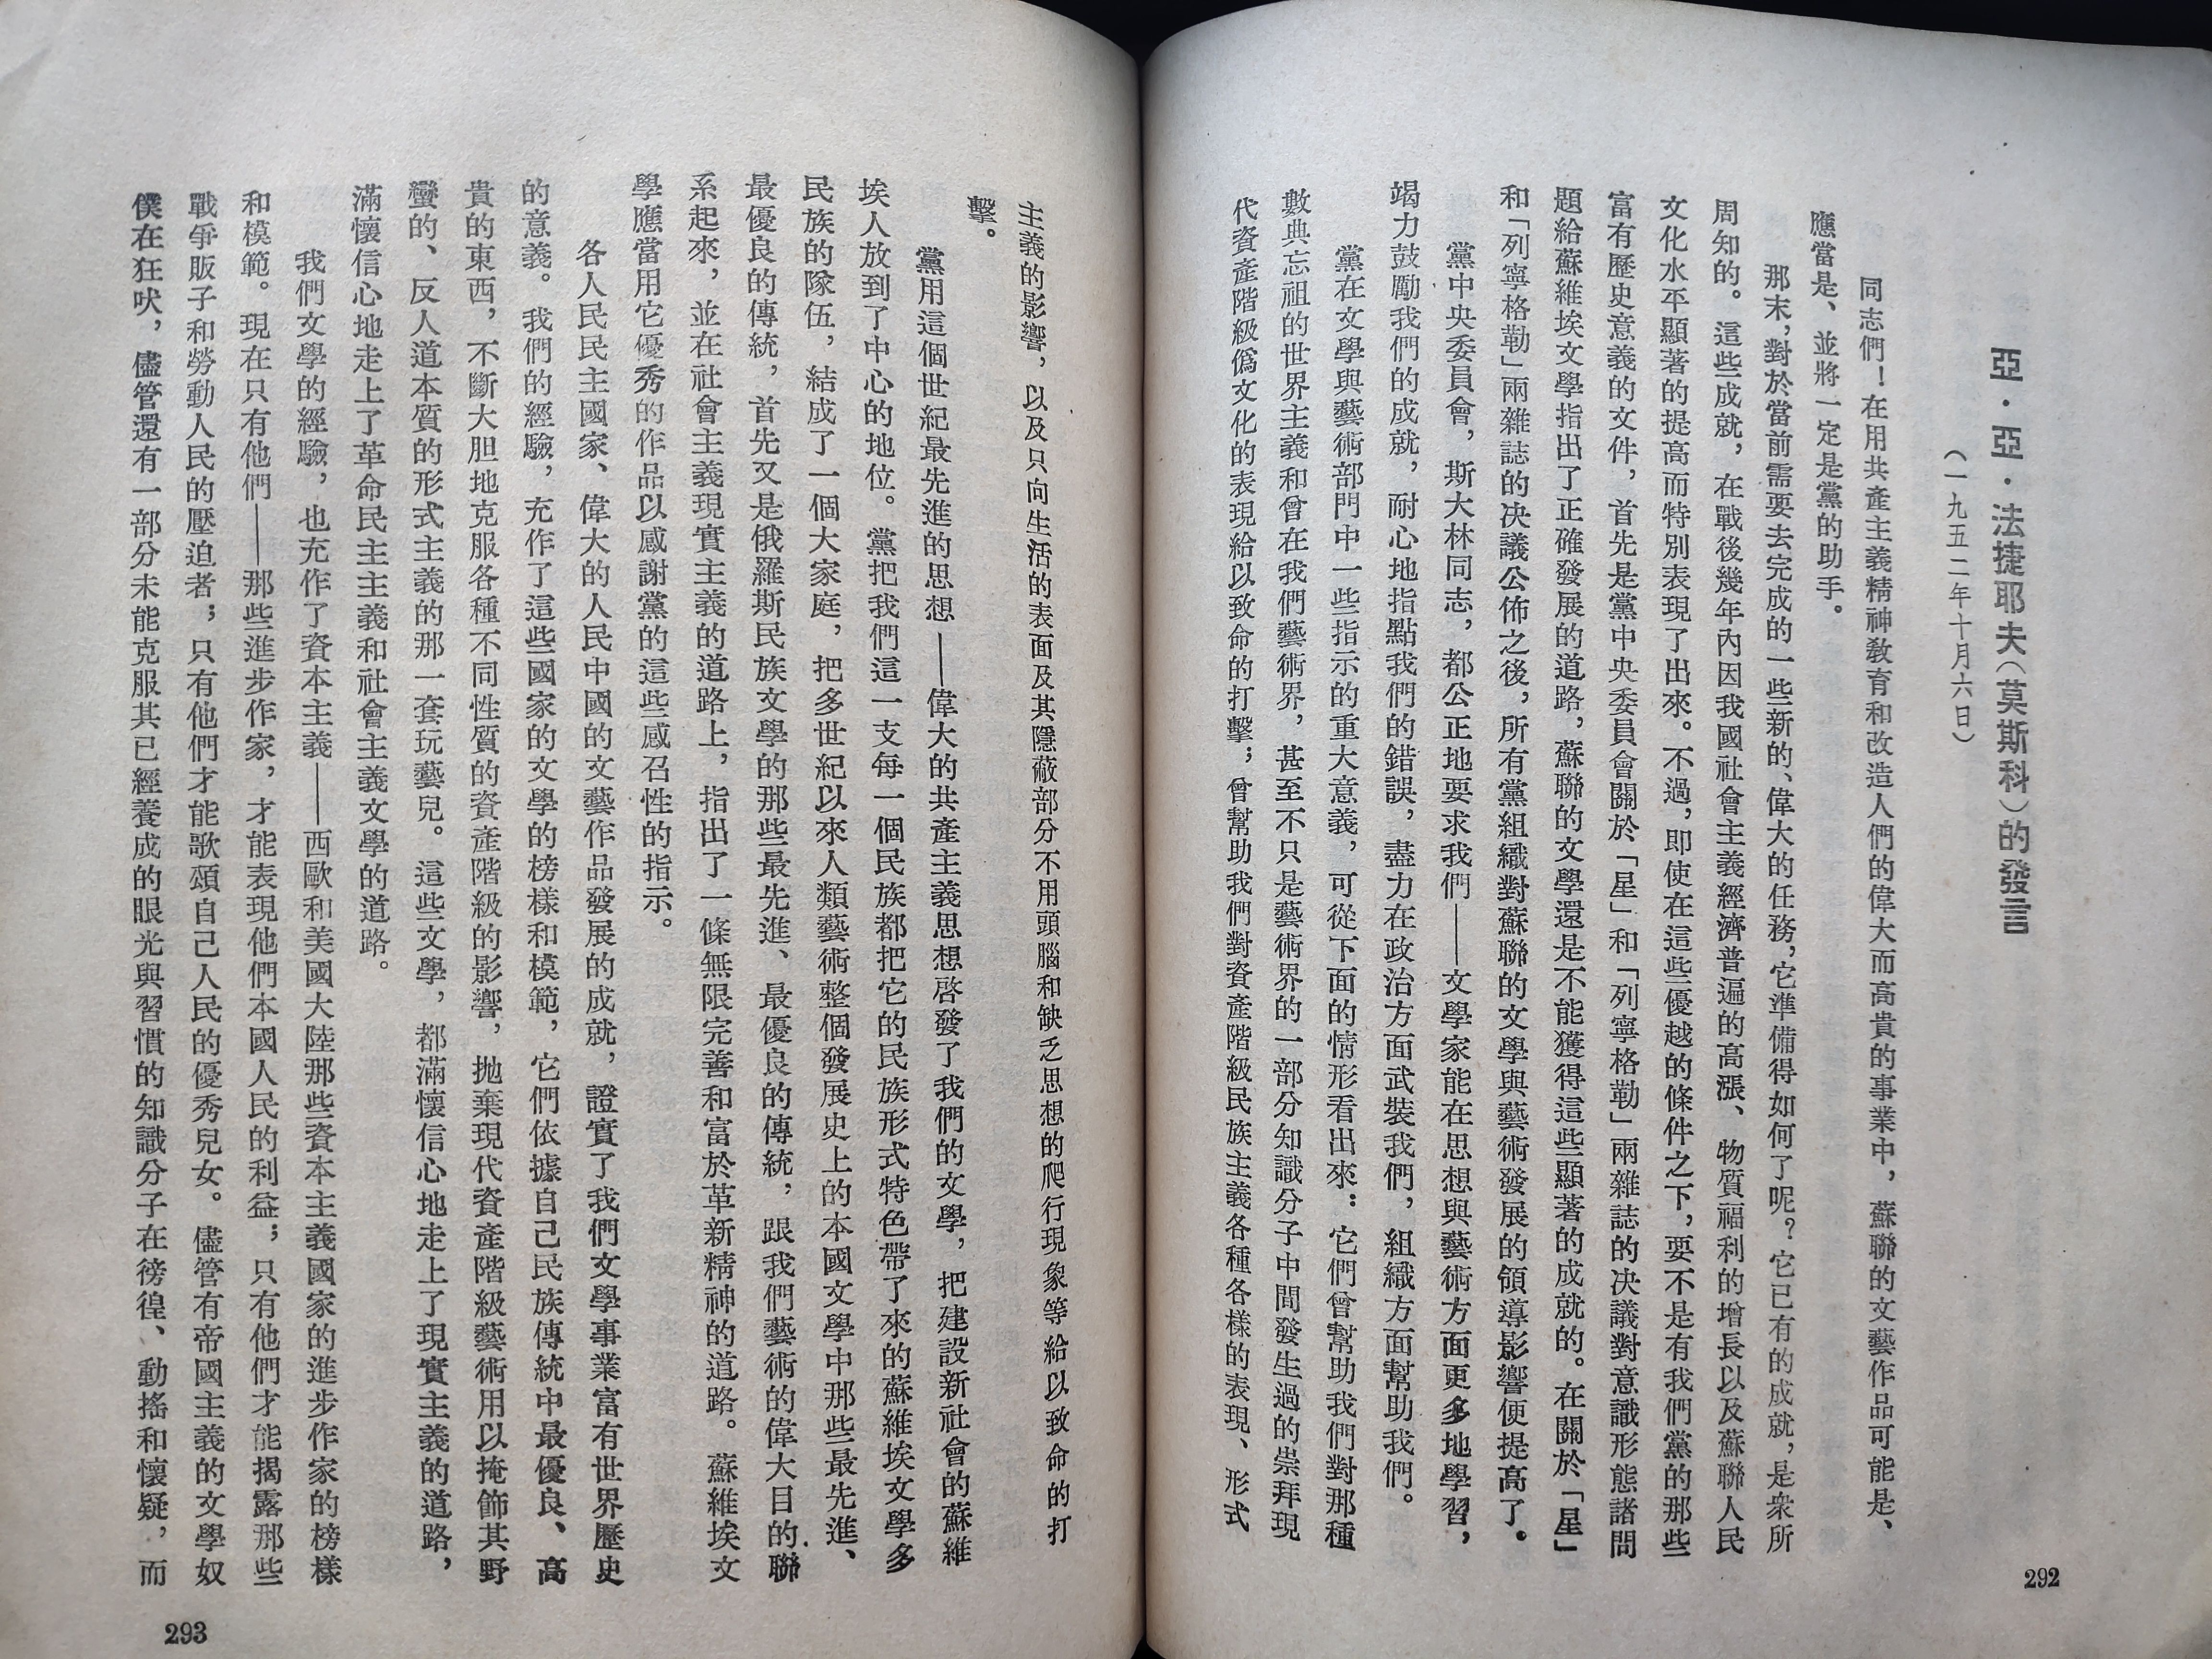 亞·亞·法捷耶夫（莫斯科）的發言
（一九五二年十月六日）
同志們！在用共產主義精神教育和改造人們的偉大而高貴的事業中，蘇聯的文藝作品可能是、
應當是、並將一定是黨的助手。
那末，對於當前需要去完成的一些新的、偉大的任務，它準備得如何了呢？它已有的成就，是衆所
周知的。這些成就，在戰後幾年內因我國社會主義經濟普遍的高漲、物質福利的增長以及蘇聯人民
文化水平顯著的提高而特別表現了出來。不過，即使在這些優越的條件之下，要不是有我們黨的那些
富有歷史意義的文件，首先是黨中央委員會關於「星」和「列寧格勒」兩雜誌的决議對意識形態諸問
題給蘇維埃文學指出了正確發展的道路，蘇聯的文學還是不能獲得這些顯著的成就的。在關於「星」
和「列寧格勒」兩雜誌的决議公佈之後，所有黨組織對蘇聯的文學與藝術發展的領導影響便提高了。
黨中央委員會，斯大林同志，都公正地要求我們——文學家能在思想與藝術方面更多地學習，
竭力鼓勵我們的成就，耐心地指點我們的錯誤，盡力在政治方面武裝我們，組織方面幫助我們。
黨在文學與藝術部門中一些指示的重大意義，可從下面的情形看出來：它們曾幫助我們對那種
數典忘祖的世界主義和曾在我們藝術界，甚至不只是藝術界的一部分知識分子中間發生過的崇拜現
代資產階級僞文化的表現給以致命的打擊；曾幫助我們對資產階級民族主義各種各樣的表現、形式
292
主義的影響，以及只向生活的表面及其隱蔽部分不用頭腦和缺乏思想的爬行現象等給以致命的打
擊。
黨用這個世紀最先進的思想——偉大的共產主義思想啓發了我們的文學，把建設新社會的蘇維
埃人放到了中心的地位。黨把我們這一支每一個民族都把它的民族形式特色帶了來的蘇維埃文學多
民族的隊伍，結成了一個大家庭，把多世紀以來人類藝術整個發展史上的本國文學中那些最先進、
最優良的傳統，首先又是俄羅斯民族文學的那些最先進、最優良的傳統，跟我們藝術的偉大目的聯
系起來，並在社會主義現實主義的道路上，指出了一條無限完善和富於革新精神的道路。蘇維埃文
學應當用它優秀的作品以感謝黨的這些感召性的指示。
各人民民主國家、偉大的人民中國的文藝作品發展的成就，證實了我們文學事業富有世界歷史
的意義。我們的經驗，充作了這些國家的文學的榜樣和模範，它們依據自己民族傳統中最優良、高
貴的東西，不斷大胆地克服各種不同性質的資產階級的影響，拋棄現代資產階級藝術用以掩飾其野
蠻的、反人道本質的形式主義的那一套玩藝兒。這些文學，都滿懷信心地走上了現實主義的道路，
滿懷信心地走上了革命民主主義和社會主義文學的道路。
我們文學的經驗，也充作了資本主義——西歐和美國大陸那些資本主義國家的進步作家的榜樣
和模範。現在只有他們——那些進步作家，才能表現他們本國人民的利益；只有他們才能揭露那些
戰爭販子和勞動人民的壓迫者；只有他們才能歌頌自己人民的優秀兒女。儘管有帝國主義的文學奴
僕在狂吠，儘管還有一部分未能克服其已經養成的眼光與習慣的知識分子在徬徨、動搖和懷疑，而
293